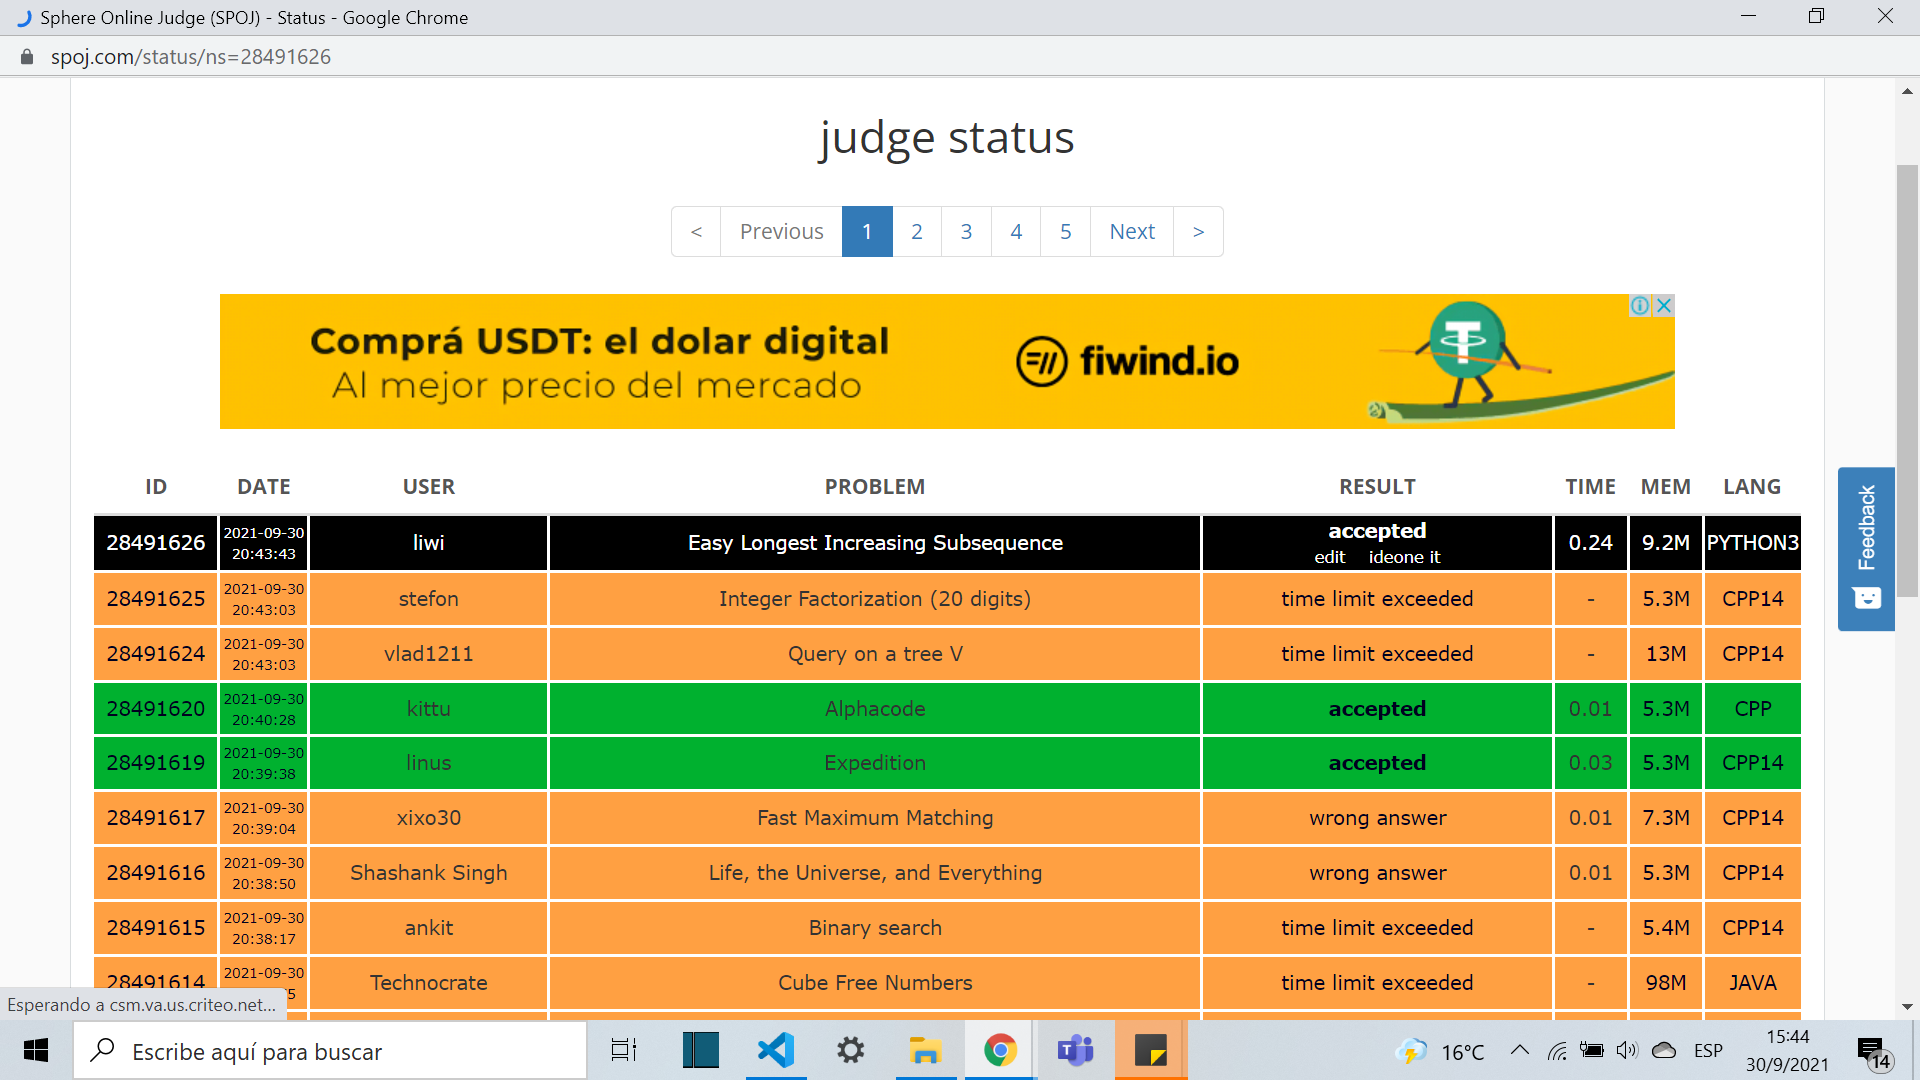 Sphere Online Judge (SPOJ) - Status - Google Chrome
spoj.com/status/ns=28491626
judge status
< Previous 1 2 3 4 5 Next >
Comprá USDT: el dolar digital
Al mejor precio del mercado
fiwind.io
ID DATE USER PROBLEM RESULT TIME MEM LANG
28491626 2021-09-30 20:43:43 liwi Easy Longest Increasing Subsequence accepted edit ideone it 0.24 9.2M PYTHON3
28491625 2021-09-30 20:43:03 stefon Integer Factorization (20 digits) time limit exceeded - 5.3M CPP14
28491624 2021-09-30 20:43:03 vlad1211 Query on a tree V time limit exceeded - 13M CPP14
28491620 2021-09-30 20:40:28 kittu Alphacode accepted 0.01 5.3M CPP
28491619 2021-09-30 20:39:38 linus Expedition accepted 0.03 5.3M CPP14
28491617 2021-09-30 20:39:04 xixo30 Fast Maximum Matching wrong answer 0.01 7.3M CPP14
28491616 2021-09-30 20:38:50 Shashank Singh Life, the Universe, and Everything wrong answer 0.01 5.3M CPP14
28491615 2021-09-30 20:38:17 ankit Binary search time limit exceeded - 5.4M CPP14
28491614 2021-09-30 Technocrate Cube Free Numbers time limit exceeded - 98M JAVA
Feedback
Esperando a csm.va.us.criteo.net...
Escribe aquí para buscar
16°C ESP 15:44
30/9/2021
14